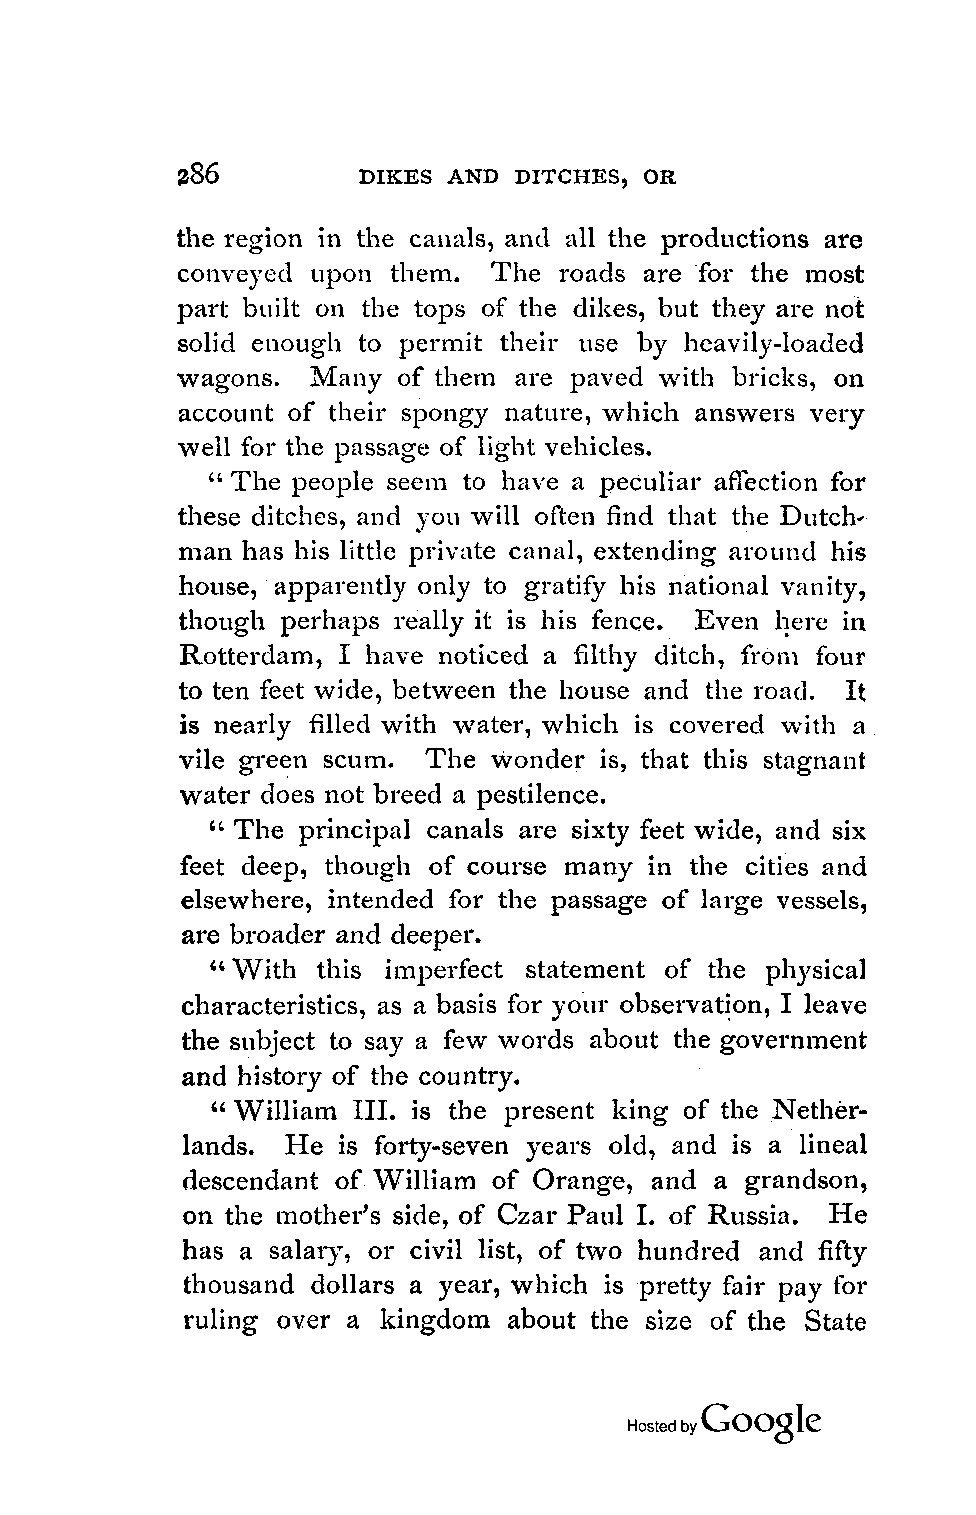 286 DIKES AND DITCHES, OR
the region in the canals, and all the productions are
conveyed upon them. The roads are for the most
part built on the tops of the dikes, but they are not
solid enough to permit their use by heavily-loaded
wagons. Many of them are paved with bricks, on
account of their spongy nature, which answers very
well for the passage of light vehicles.
“ The people seem to have a peculiar affection for
these ditches, and you will often find that the Dutch-
man has his little private canal, extending around his
house, apparently only to gratify his national vanity,
though perhaps really it is his fence. Even here in
Rotterdam, I have noticed a filthy ditch, from four
to ten feet wide, between the house and the road. It
is nearly filled with water, which is covered with a
vile green scum. The wonder is, that this stagnant
water does not breed a pestilence.
“ The principal canals are sixty feet wide, and six
feet deep, though of course many in the cities and
elsewhere, intended for the passage of large vessels,
are broader and deeper.
“ With this imperfect statement of the physical
characteristics, as a basis for your observation, I leave
the subject to say a few words about the government
and history of the country.
“ William III. is the present king of the Nether-
lands. He is forty-seven years old, and is a lineal
descendant of William of Orange, and a grandson,
on the mother's side, of Czar Paul I. of Russia. He
has a salary, or civil list, of two hundred and fifty
thousand dollars a year, which is pretty fair pay for
ruling over a kingdom about the size of the State
Hosted by Google